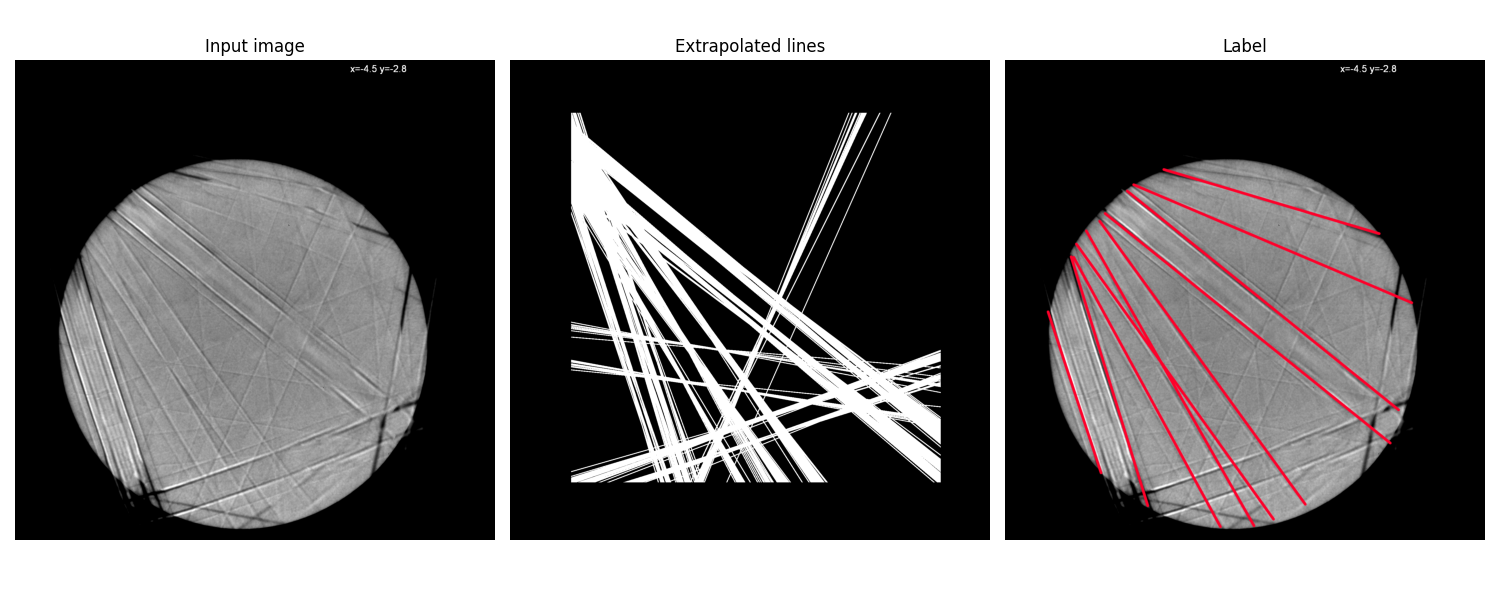 Input image
Extrapolated lines
Label
x=-4.5 y=-2.8
x=-4.5 y=-2.8